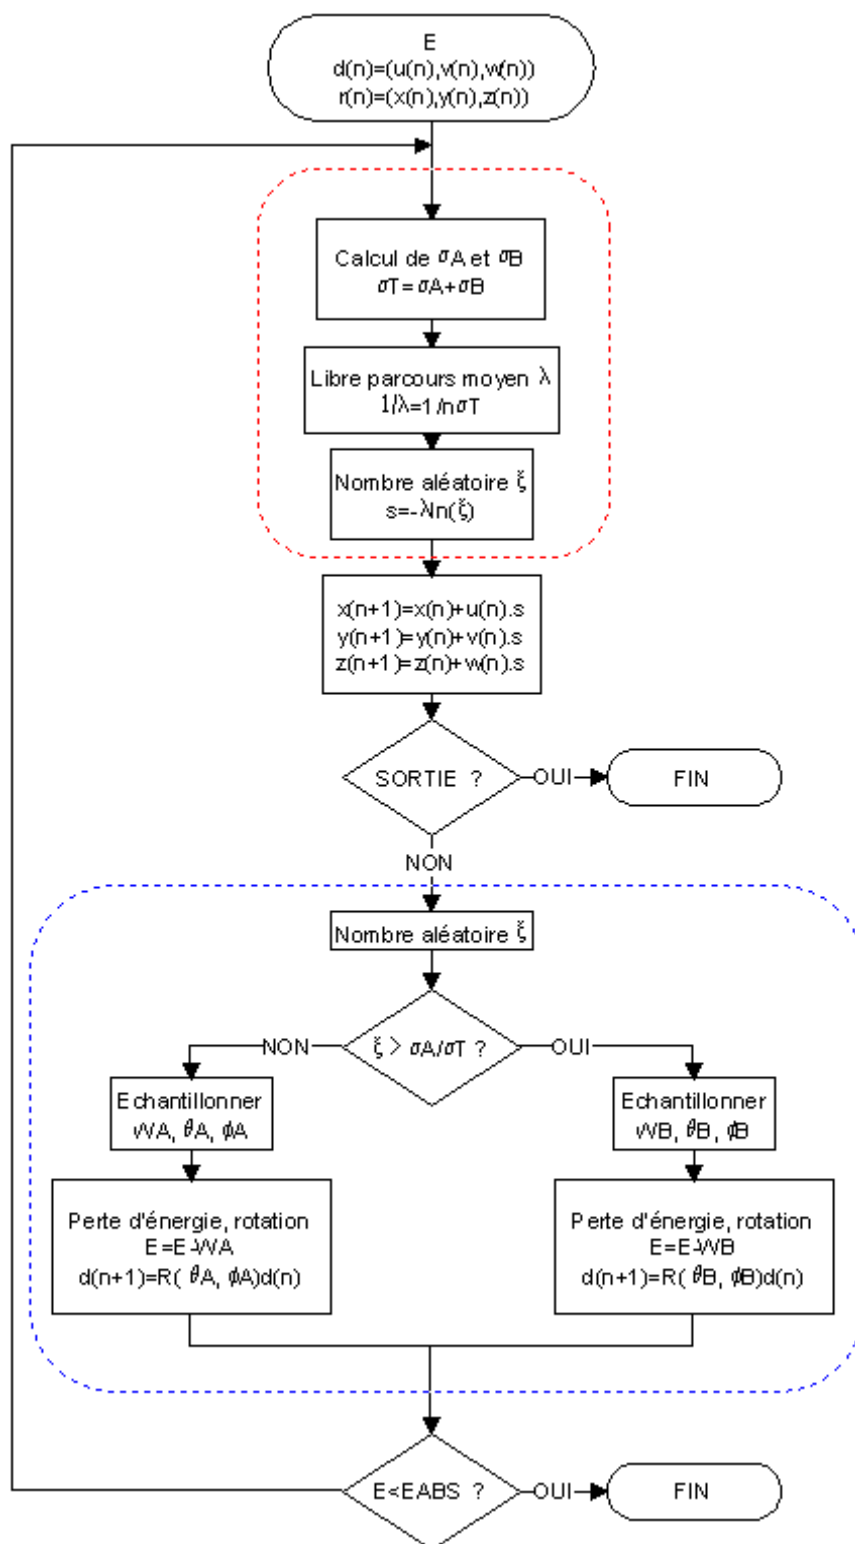 E
d(n)=(u(n),v(n),w(n))
r(n)=(x(n),y(n),z(n))
Calcul de σA et σB
σT=σA+σB
Libre parcours moyen λ
1/λ=1/nσT
Nombre aléatoire ξ
s=-λln(ξ)
x(n+1)=x(n)+u(n).s
y(n+1)=y(n)+v(n).s
z(n+1)=z(n)+w(n).s
SORTIE ?
OUI
FIN
NON
Nombre aléatoire ξ
NON
ξ > σA/σT ?
OUI
Echantillonner
WA, θA, ϕA
Echantillonner
WB, θB, ϕB
Perte d'énergie, rotation
E=E-WA
d(n+1)=R( θA, ϕA)d(n)
Perte d'énergie, rotation
E=E-WB
d(n+1)=R( θB, ϕB)d(n)
E<EABS ?
OUI
FIN